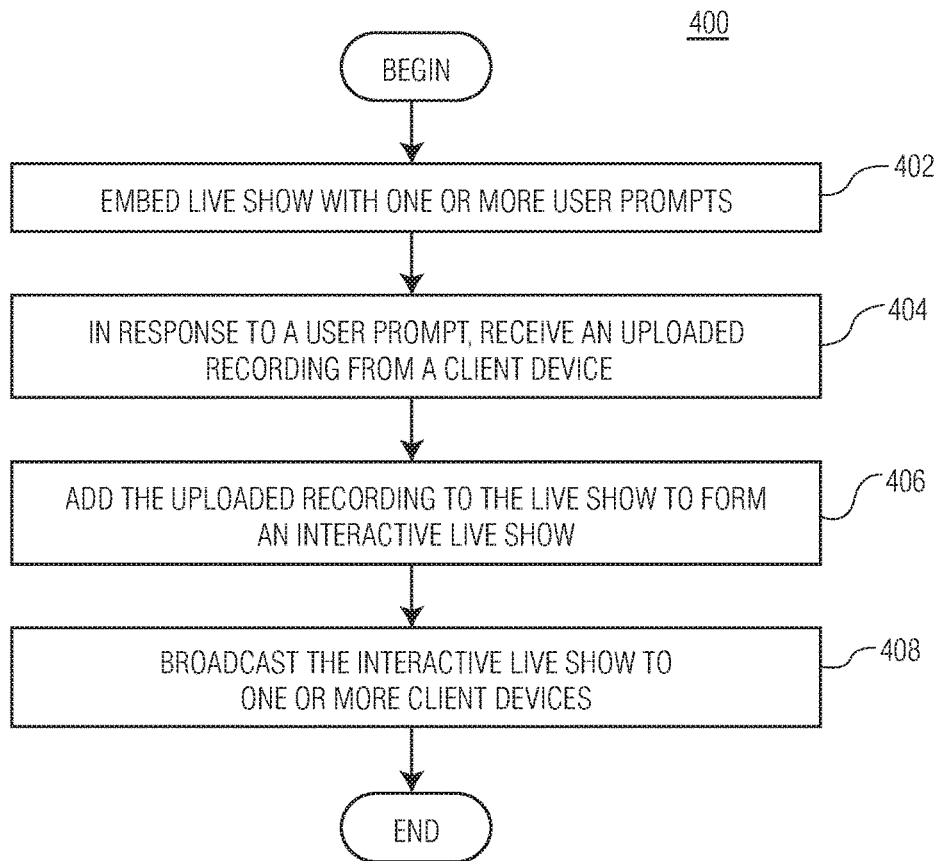 400
BEGIN
EMBED LIVE SHOW WITH ONE OR MORE USER PROMPTS
402
IN RESPONSE TO A USER PROMPT, RECEIVE AN UPLOADED
RECORDING FROM A CLIENT DEVICE
404
ADD THE UPLOADED RECORDING TO THE LIVE SHOW TO FORM
AN INTERACTIVE LIVE SHOW
406
BROADCAST THE INTERACTIVE LIVE SHOW TO
ONE OR MORE CLIENT DEVICES
408
END